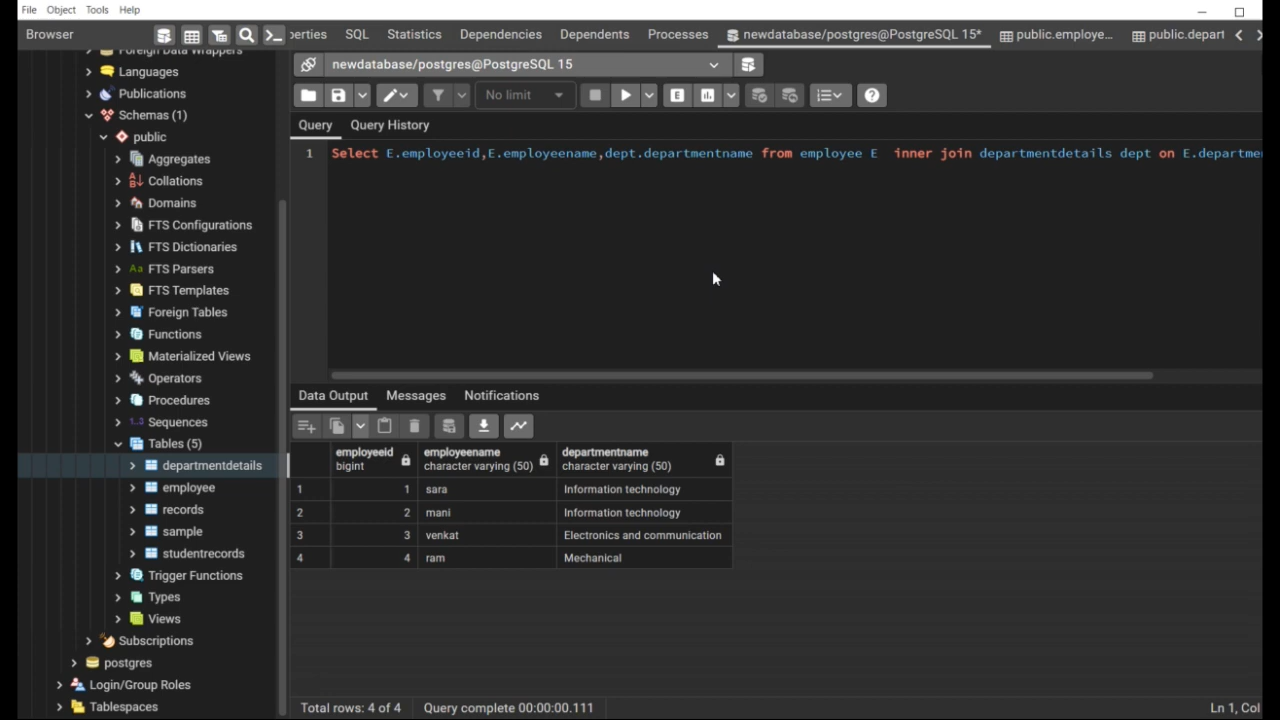 File Object Tools Help
Browser
perties SQL Statistics Dependencies Dependents Processes newdatabase/postgres@PostgreSQL 15* public.employe... public.depart
Foreign Data Wrappers
Languages
Publications
Schemas (1)
public
Aggregates
Collations
Domains
FTS Configurations
FTS Dictionaries
FTS Parsers
FTS Templates
Foreign Tables
Functions
Materialized Views
Operators
Procedures
1..3 Sequences
Tables (5)
departmentdetails
employee
records
sample
studentrecords
Trigger Functions
Types
Views
Subscriptions
postgres
Login/Group Roles
Tablespaces
newdatabase/postgres@PostgreSQL 15
No limit
Query Query History
1 Select E.employeeid,E.employeename,dept.departmentname from employee E inner join departmentdetails dept on E.departme
Data Output Messages Notifications
employeeid employeename departmentname
bigint character varying (50) character varying (50)
1 1 sara Information technology
2 2 mani Information technology
3 3 venkat Electronics and communication
4 4 ram Mechanical
Total rows: 4 of 4 Query complete 00:00:00.111 Ln 1, Col